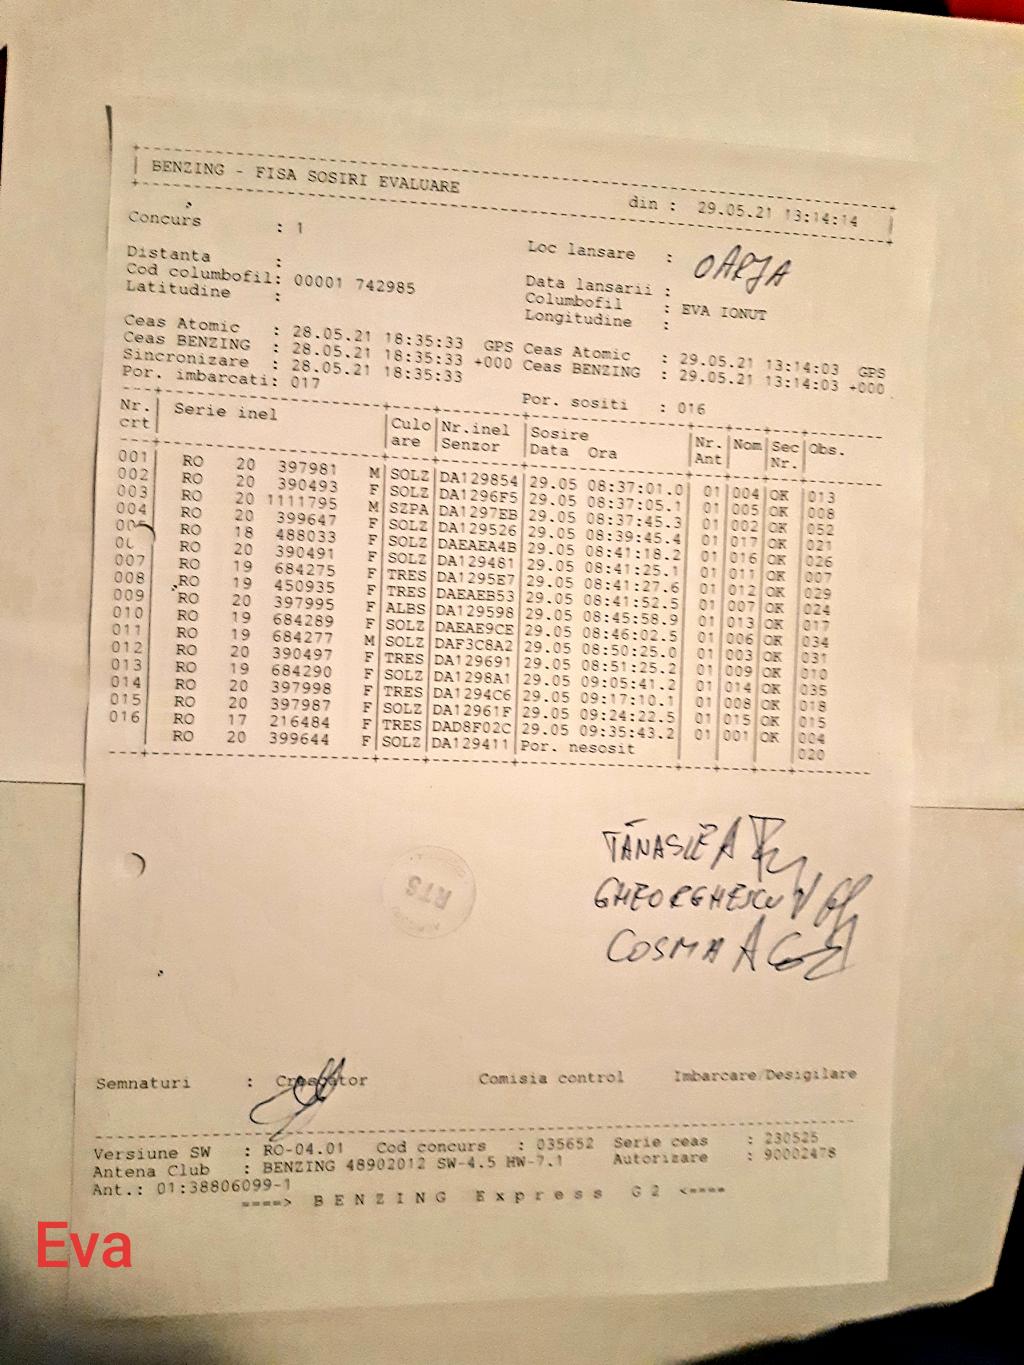 BENZING - FISA SOSIRI EVALUARE din : 29.05.21 13:14:14
Concurs : 1 Loc lansare : OARJA
Distanta : Data lansarii :
Cod columbofil: 00001 742985 Columbofil : EVA IONUT
Latitudine : Longitudine :
Ceas Atomic : 28.05.21 18:35:33 GPS Ceas Atomic : 29.05.21 13:14:03 GPS
Ceas BENZING : 28.05.21 18:35:33 +000 Ceas BENZING : 29.05.21 13:14:03 +000
Sincronizare : 28.05.21 18:35:33
Por. imbarcati: 017 Por. sositi : 016
Nr. Serie inel Culo Nr.inel Sosire Nr. Nom Sec Obs.
crt are Senzor Data Ora Ant Nr.
001 RO 20 397981 M SOLZ DA129854 29.05 08:37:01.0 01 004 OK 013
002 RO 20 390493 F SOLZ DA1296F5 29.05 08:37:05.1 01 005 OK 008
003 RO 20 1111795 M SZPA DA1297EB 29.05 08:37:45.3 01 002 OK 052
004 RO 20 399647 F SOLZ DA129526 29.05 08:39:45.4 01 017 OK 021
005 RO 18 488033 F SOLZ DAEAEA4B 29.05 08:41:18.2 01 016 OK 026
RO 20 390491 F SOLZ DA129481 29.05 08:41:25.1 01 011 OK 007
007 RO 19 684275 F TRES DA1295E7 29.05 08:41:27.6 01 012 OK 029
008 RO 19 450935 F TRES DAEAEB53 29.05 08:41:52.5 01 007 OK 024
009 RO 20 397995 F ALBS DA129598 29.05 08:45:58.9 01 013 OK 017
010 RO 19 684289 F SOLZ DAEAE9CE 29.05 08:46:02.5 01 006 OK 034
011 RO 19 684277 M SOLZ DAF3C8A2 29.05 08:50:25.0 01 003 OK 031
012 RO 20 390497 F TRES DA129691 29.05 08:51:25.2 01 009 OK 010
013 RO 19 684290 F SOLZ DA1298A1 29.05 09:05:41.2 01 014 OK 035
014 RO 20 397998 F TRES DA1294C6 29.05 09:17:10.1 01 008 OK 018
015 RO 20 397987 F SOLZ DA12961F 29.05 09:24:22.5 01 015 OK 015
016 RO 17 216484 F TRES DAD8F02C 29.05 09:35:43.2 01 001 OK 004
RO 20 399644 F SOLZ DA129411 Por. nesosit 020
TĂNASĂ A
RTS
GHEORGHESCU V
COSMA A
Semnaturi : Crescator Comisia control Imbarcare/Desigilare
Versiune SW : RO-04.01 Cod concurs : 035652 Serie ceas : 230525
Antena Club : BENZING 48902012 SW-4.5 HW-7.1 Autorizare : 90002478
Ant.: 01:38806099-1
====> BENZING Express G2 <====
Eva